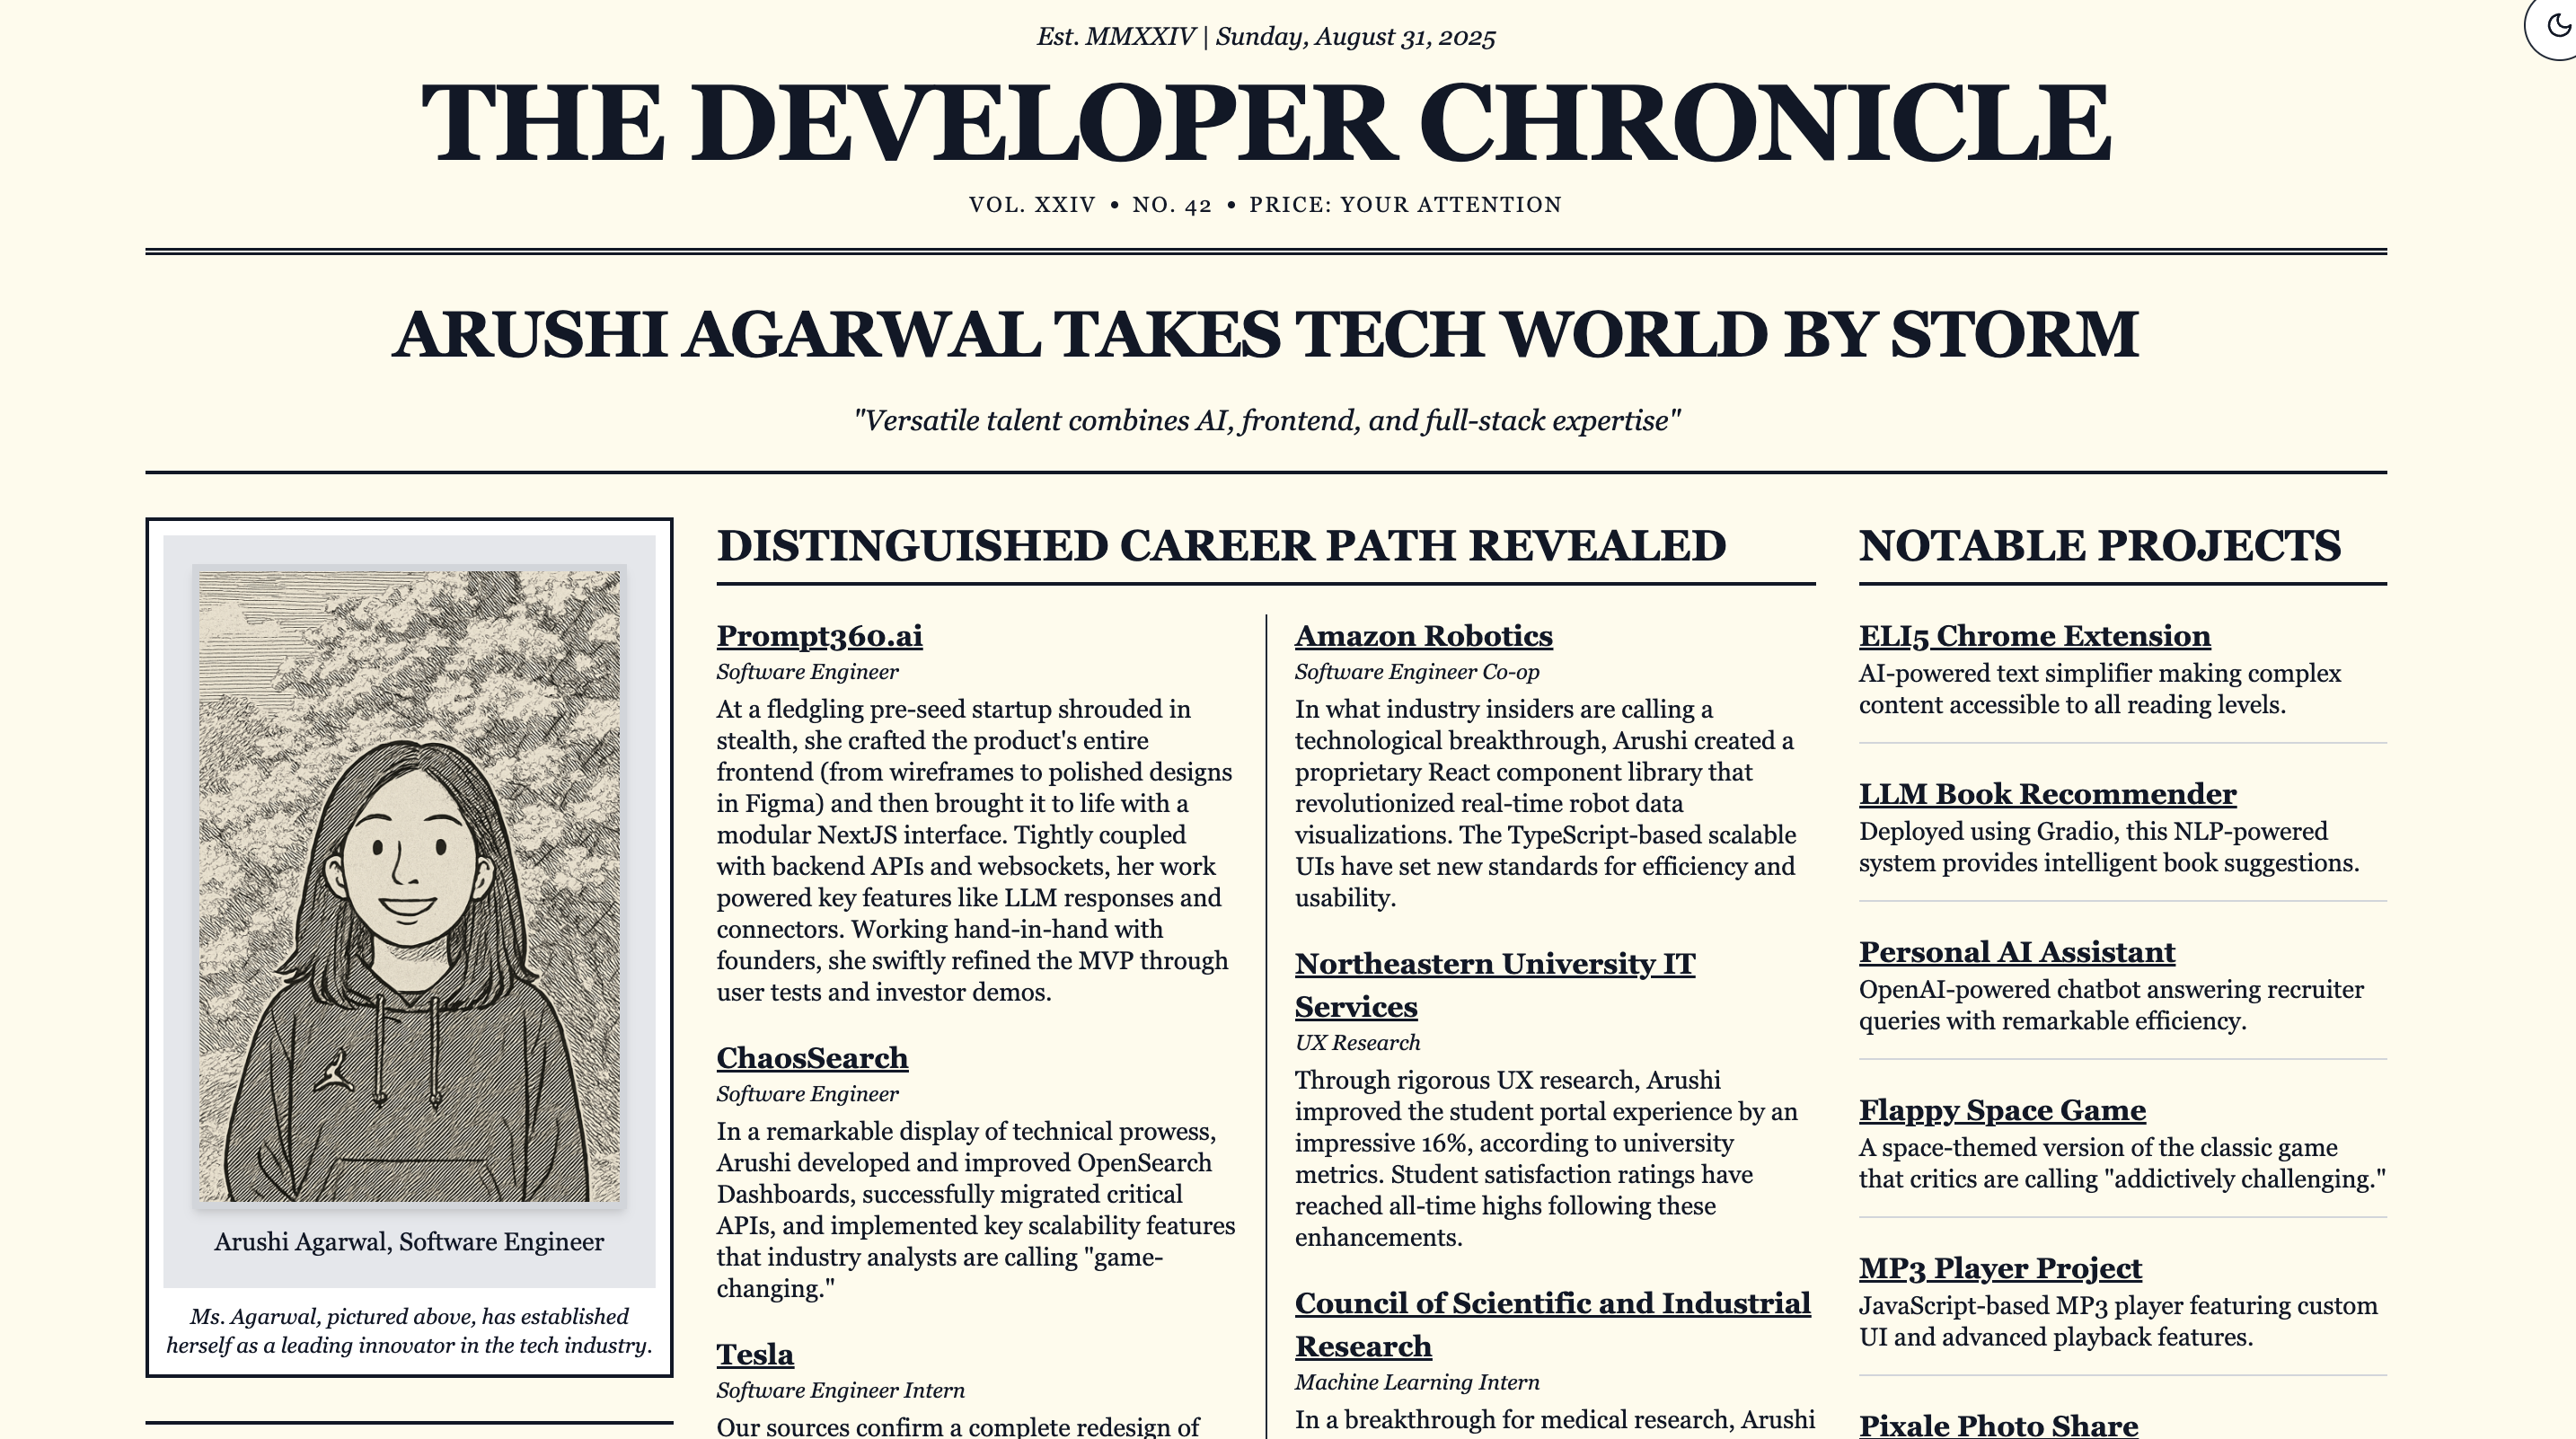 Est. MMXXIV | Sunday, August 31, 2025
THE DEVELOPER CHRONICLE
VOL. XXIV • NO. 42 • PRICE: YOUR ATTENTION
ARUSHI AGARWAL TAKES TECH WORLD BY STORM
"Versatile talent combines AI, frontend, and full-stack expertise"
Arushi Agarwal, Software Engineer
Ms. Agarwal, pictured above, has established
herself as a leading innovator in the tech industry.
DISTINGUISHED CAREER PATH REVEALED
Prompt360.ai
Software Engineer
At a fledgling pre-seed startup shrouded in
stealth, she crafted the product's entire
frontend (from wireframes to polished designs
in Figma) and then brought it to life with a
modular NextJS interface. Tightly coupled
with backend APIs and websockets, her work
powered key features like LLM responses and
connectors. Working hand-in-hand with
founders, she swiftly refined the MVP through
user tests and investor demos.
ChaosSearch
Software Engineer
In a remarkable display of technical prowess,
Arushi developed and improved OpenSearch
Dashboards, successfully migrated critical
APIs, and implemented key scalability features
that industry analysts are calling "game-
changing."
Tesla
Software Engineer Intern
Our sources confirm a complete redesign of
Amazon Robotics
Software Engineer Co-op
In what industry insiders are calling a
technological breakthrough, Arushi created a
proprietary React component library that
revolutionized real-time robot data
visualizations. The TypeScript-based scalable
UIs have set new standards for efficiency and
usability.
Northeastern University IT
Services
UX Research
Through rigorous UX research, Arushi
improved the student portal experience by an
impressive 16%, according to university
metrics. Student satisfaction ratings have
reached all-time highs following these
enhancements.
Council of Scientific and Industrial
Research
Machine Learning Intern
In a breakthrough for medical research, Arushi
NOTABLE PROJECTS
ELI5 Chrome Extension
AI-powered text simplifier making complex
content accessible to all reading levels.
LLM Book Recommender
Deployed using Gradio, this NLP-powered
system provides intelligent book suggestions.
Personal AI Assistant
OpenAI-powered chatbot answering recruiter
queries with remarkable efficiency.
Flappy Space Game
A space-themed version of the classic game
that critics are calling "addictively challenging."
MP3 Player Project
JavaScript-based MP3 player featuring custom
UI and advanced playback features.
Pixale Photo Share